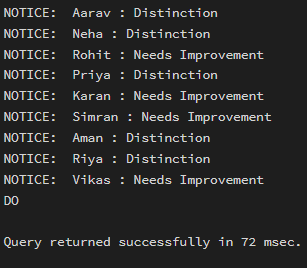 NOTICE:  Aarav : Distinction
NOTICE:  Neha : Distinction
NOTICE:  Rohit : Needs Improvement
NOTICE:  Priya : Distinction
NOTICE:  Karan : Needs Improvement
NOTICE:  Simran : Needs Improvement
NOTICE:  Aman : Distinction
NOTICE:  Riya : Distinction
NOTICE:  Vikas : Needs Improvement
DO
Query returned successfully in 72 msec.